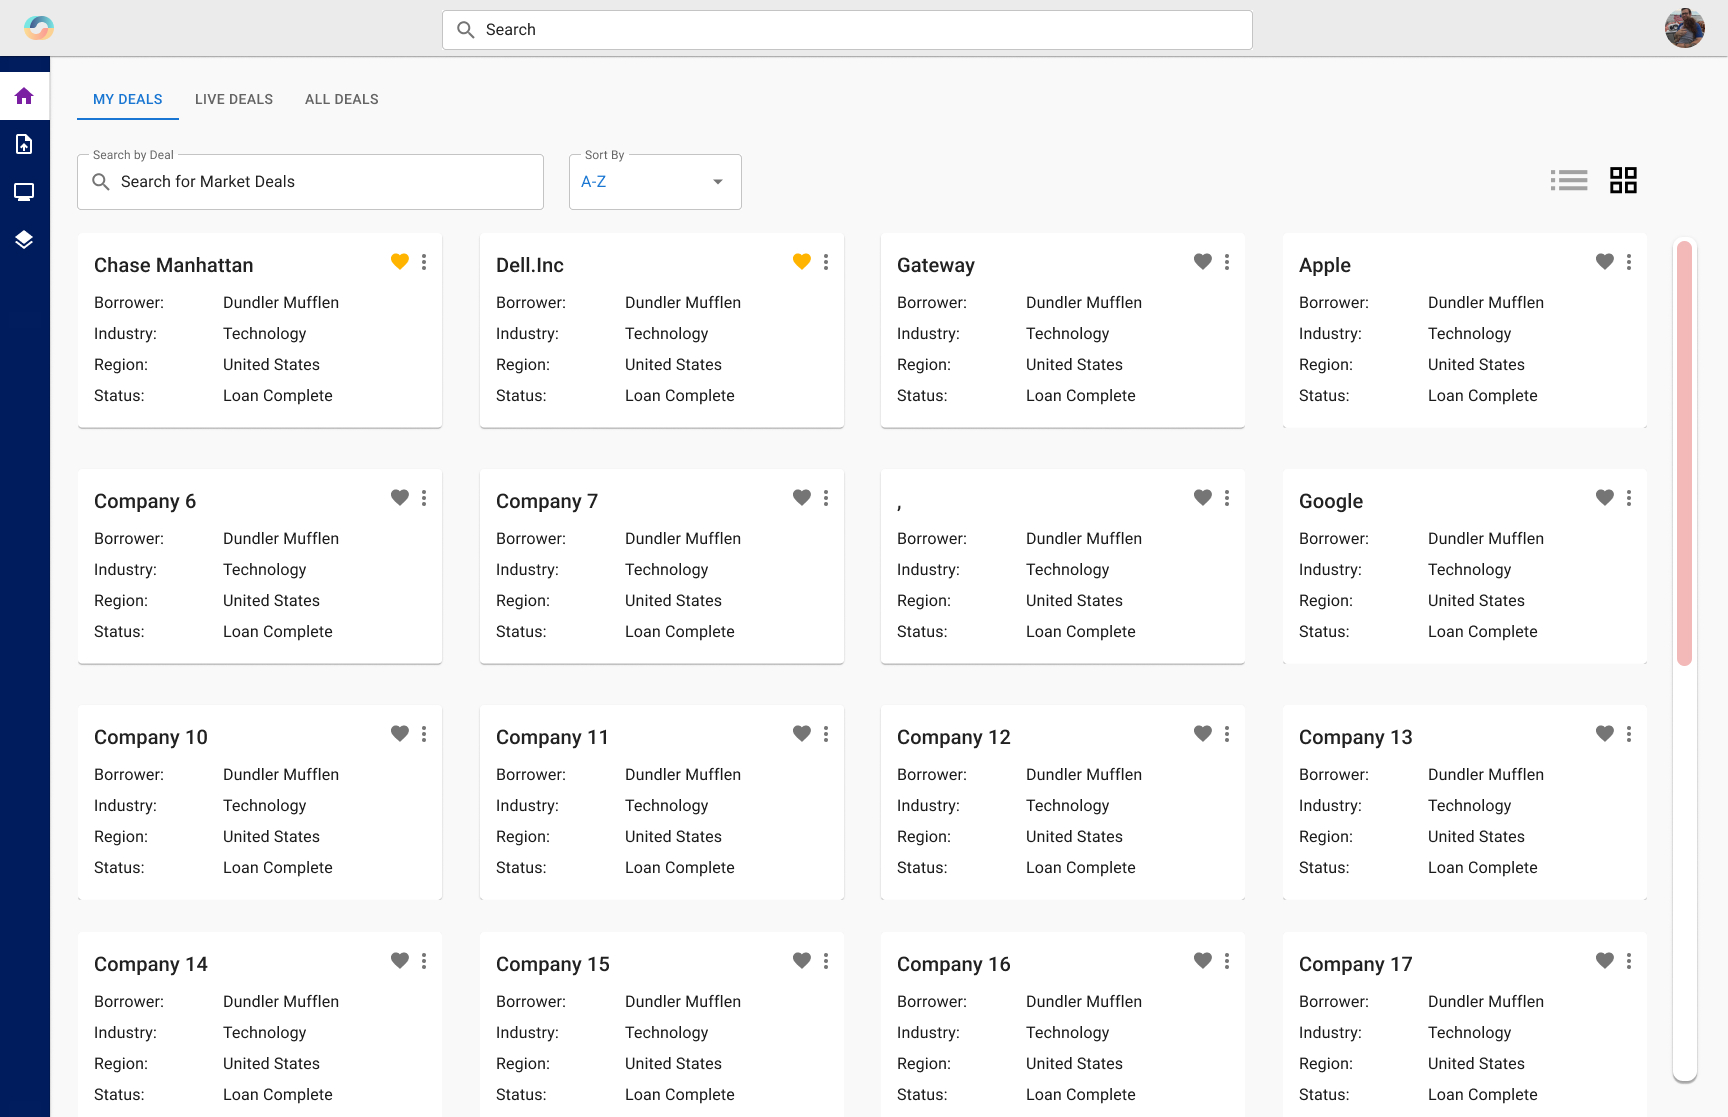 Search
MY DEALS LIVE DEALS ALL DEALS
Search by Deal Sort By
Search for Market Deals A-Z
Chase Manhattan
Borrower: Dundler Mufflen
Industry: Technology
Region: United States
Status: Loan Complete
Dell.Inc
Borrower: Dundler Mufflen
Industry: Technology
Region: United States
Status: Loan Complete
Gateway
Borrower: Dundler Mufflen
Industry: Technology
Region: United States
Status: Loan Complete
Apple
Borrower: Dundler Mufflen
Industry: Technology
Region: United States
Status: Loan Complete
Company 6
Borrower: Dundler Mufflen
Industry: Technology
Region: United States
Status: Loan Complete
Company 7
Borrower: Dundler Mufflen
Industry: Technology
Region: United States
Status: Loan Complete
,
Borrower: Dundler Mufflen
Industry: Technology
Region: United States
Status: Loan Complete
Google
Borrower: Dundler Mufflen
Industry: Technology
Region: United States
Status: Loan Complete
Company 10
Borrower: Dundler Mufflen
Industry: Technology
Region: United States
Status: Loan Complete
Company 11
Borrower: Dundler Mufflen
Industry: Technology
Region: United States
Status: Loan Complete
Company 12
Borrower: Dundler Mufflen
Industry: Technology
Region: United States
Status: Loan Complete
Company 13
Borrower: Dundler Mufflen
Industry: Technology
Region: United States
Status: Loan Complete
Company 14
Borrower: Dundler Mufflen
Industry: Technology
Region: United States
Status: Loan Complete
Company 15
Borrower: Dundler Mufflen
Industry: Technology
Region: United States
Status: Loan Complete
Company 16
Borrower: Dundler Mufflen
Industry: Technology
Region: United States
Status: Loan Complete
Company 17
Borrower: Dundler Mufflen
Industry: Technology
Region: United States
Status: Loan Complete